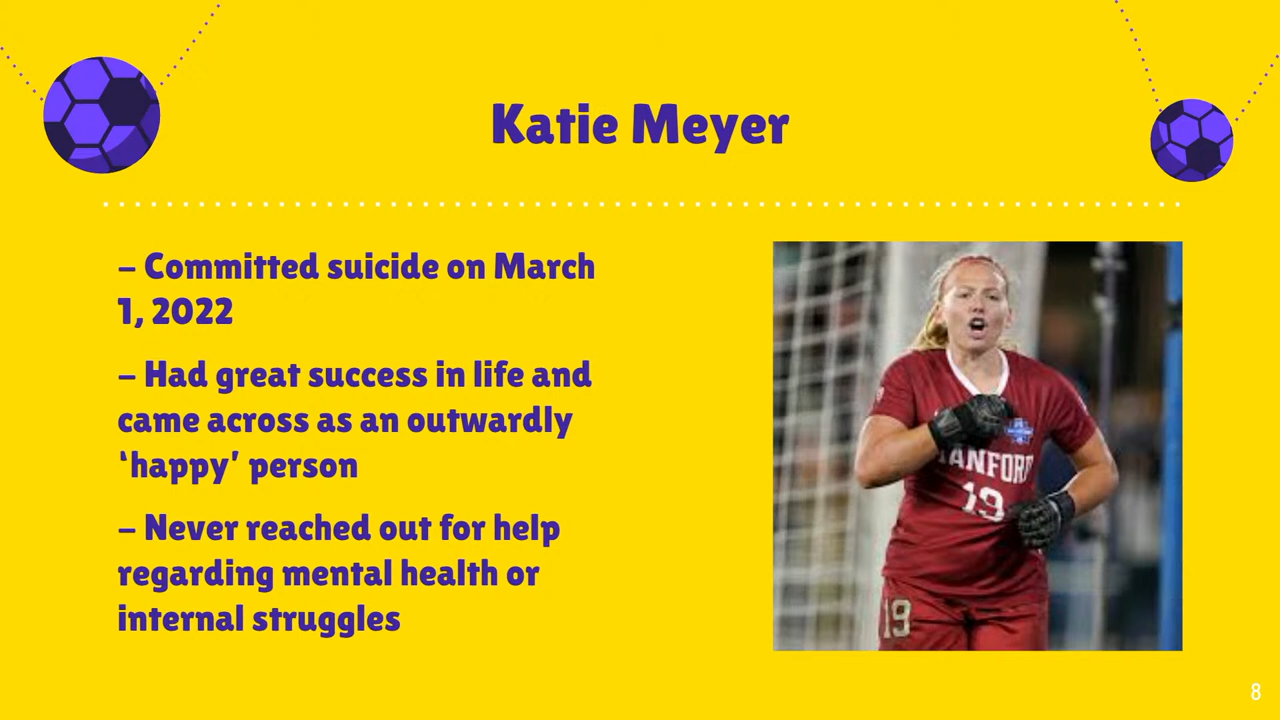 Katie Meyer
– Committed suicide on March
1, 2022
– Had great success in life and
came across as an outwardly
‘happy’ person
– Never reached out for help
regarding mental health or
internal struggles
TANFORD
19
19
8